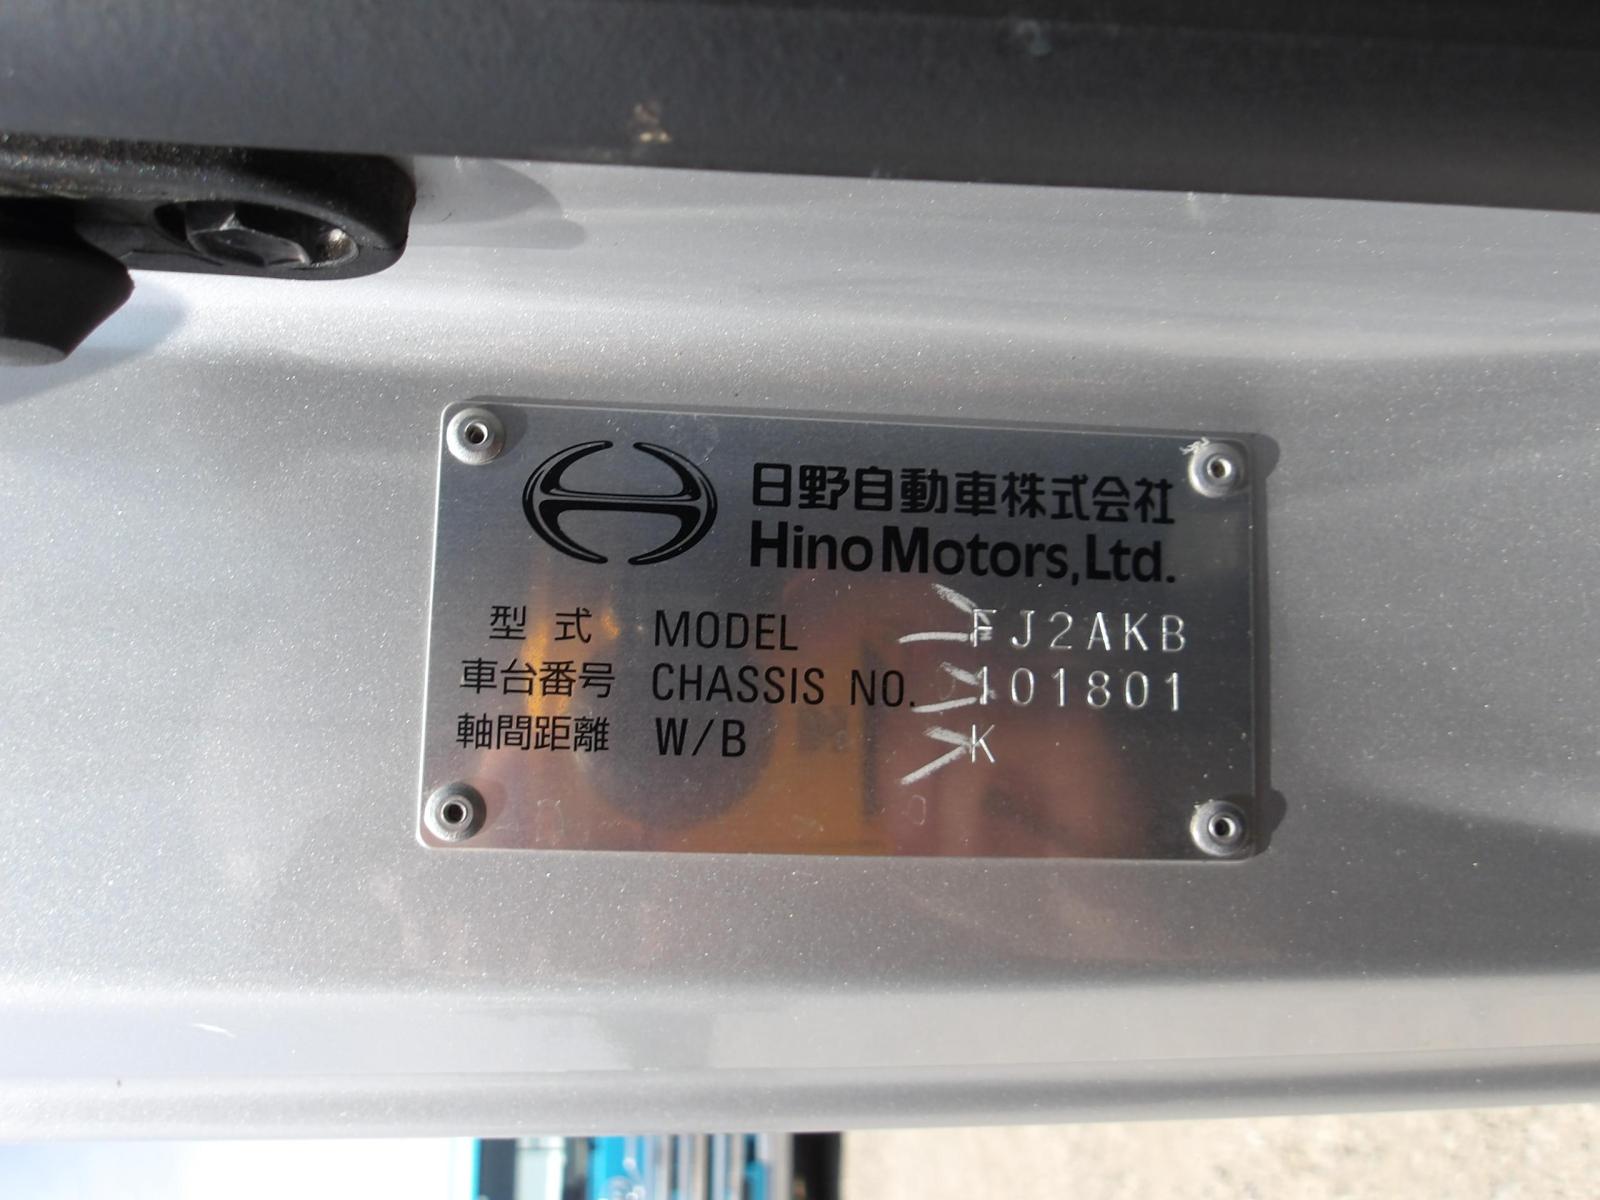 日野自動車株式会社
Hino Motors, Ltd.
型 式 MODEL FJ2AKB
車台番号 CHASSIS NO. 101801
軸間距離 W/B K